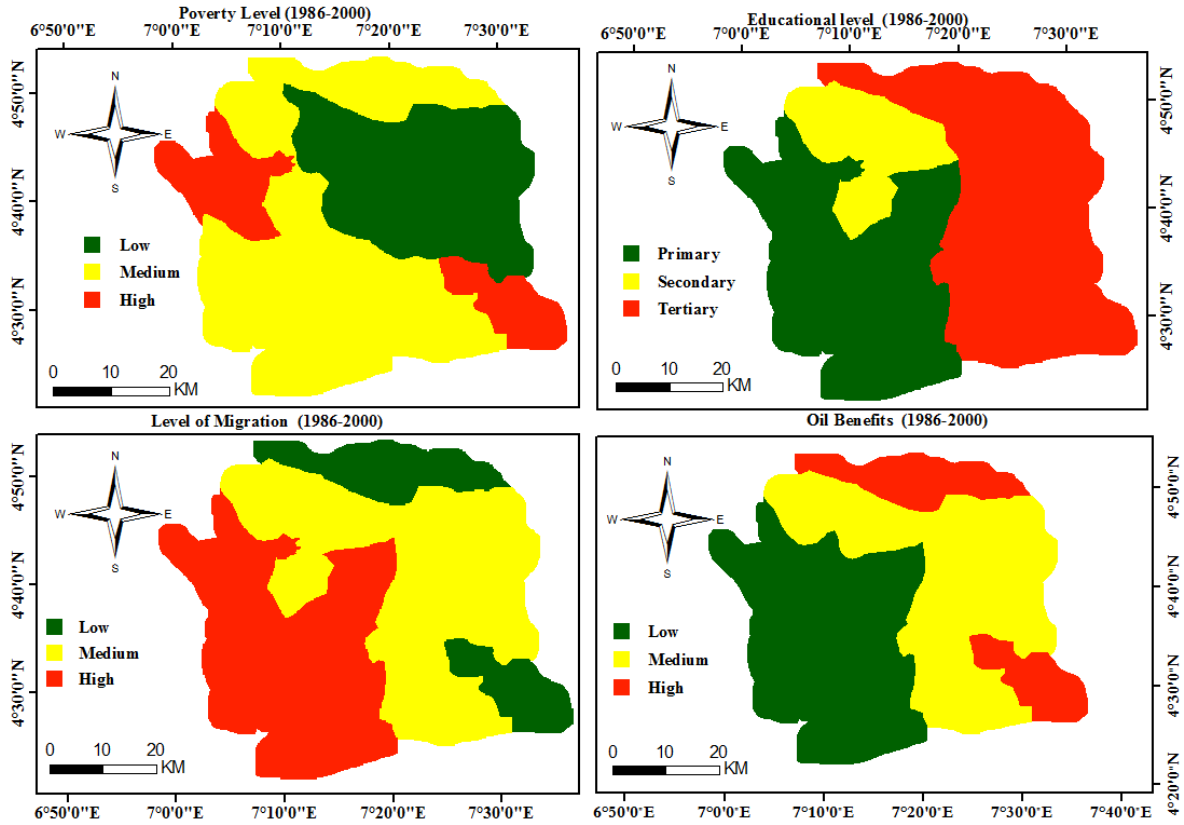 Poverty Level (1986-2000)
6°50'0"E 7°0'0"E 7°10'0"E 7°20'0"E 7°30'0"E
4°50'0"N
4°40'0"N
4°30'0"N
N
W E
S
Low
Medium
High
0 10 20
KM
Educational level (1986-2000)
6°50'0"E 7°0'0"E 7°10'0"E 7°20'0"E 7°30'0"E
N
W E
S
Primary
Secondary
Tertiary
0 10 20
KM
4°50'0"N
4°40'0"N
4°30'0"N
Level of Migration (1986-2000)
4°50'0"N
4°40'0"N
4°30'0"N
N
W E
S
Low
Medium
High
0 10 20
KM
6°50'0"E 7°0'0"E 7°10'0"E 7°20'0"E 7°30'0"E
Oil Benefits (1986-2000)
N
W E
S
Low
Medium
High
0 10 20
KM
4°50'0"N
4°40'0"N
4°30'0"N
4°20'0"N
6°50'0"E 7°0'0"E 7°10'0"E 7°20'0"E 7°30'0"E 7°40'0"E